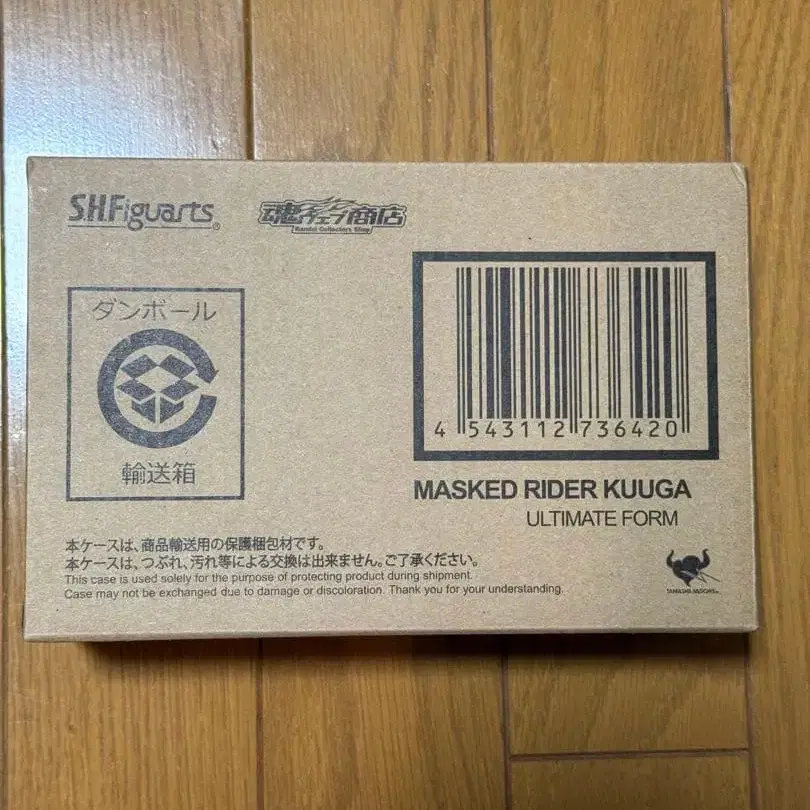 S.H.Figuarts
魂ウェブ商店
Bandai Collectors Shop
ダンボール
輸送箱
4 543112 736420
MASKED RIDER KUUGA
ULTIMATE FORM
本ケースは、商品輸送用の保護梱包材です。
本ケースは、つぶれ、汚れ等による交換は出来ません。ご了承ください。
This case is used solely for the purpose of protecting product during shipment.
Case may not be exchanged due to damage or discoloration. Thank you for your understanding.
TAMASHII NATIONS